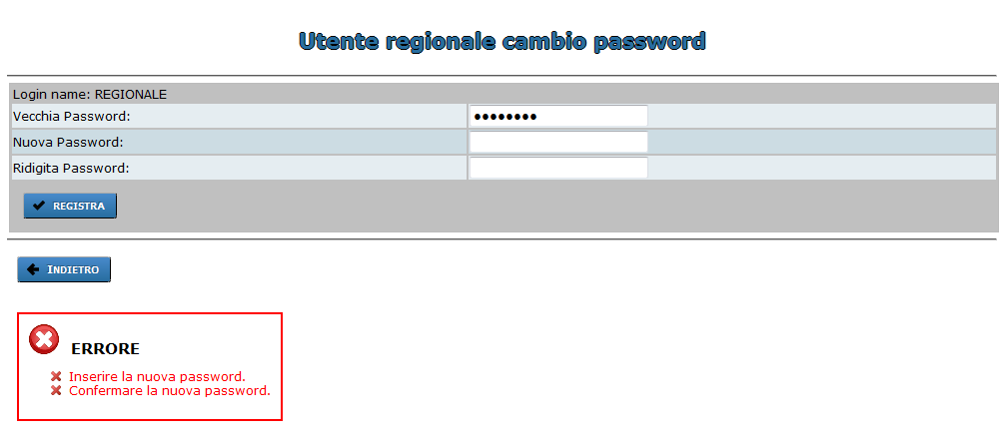 Utente regionale cambio password
Login name: REGIONALE
Vecchia Password: ••••••••
Nuova Password:
Ridigita Password:
REGISTRA
INDIETRO
ERRORE
Inserire la nuova password.
Confermare la nuova password.